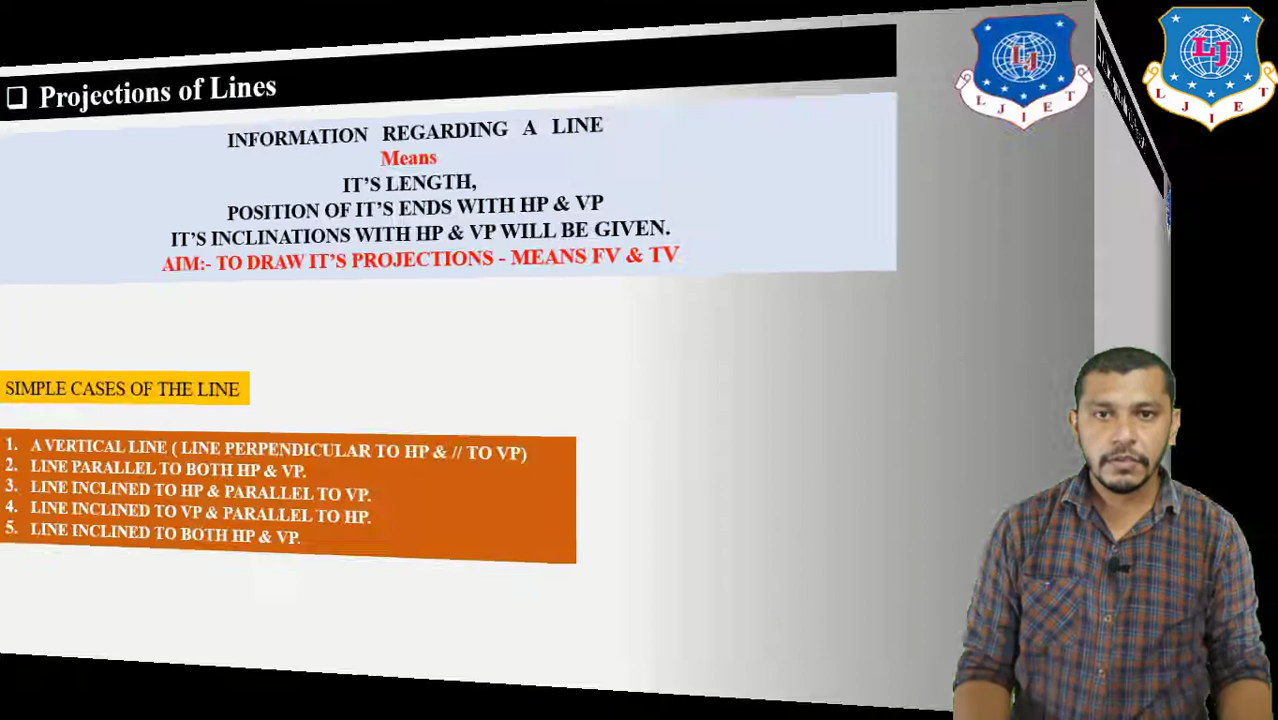 ❑ Projections of Lines
INFORMATION REGARDING A LINE
Means
IT'S LENGTH,
POSITION OF IT'S ENDS WITH HP & VP
IT'S INCLINATIONS WITH HP & VP WILL BE GIVEN.
AIM:- TO DRAW IT'S PROJECTIONS - MEANS FV & TV
SIMPLE CASES OF THE LINE
1. A VERTICAL LINE ( LINE PERPENDICULAR TO HP & // TO VP)
2. LINE PARALLEL TO BOTH HP & VP.
3. LINE INCLINED TO HP & PARALLEL TO VP.
4. LINE INCLINED TO VP & PARALLEL TO HP.
5. LINE INCLINED TO BOTH HP & VP.
LJ
LJIET
LJ
LJIET